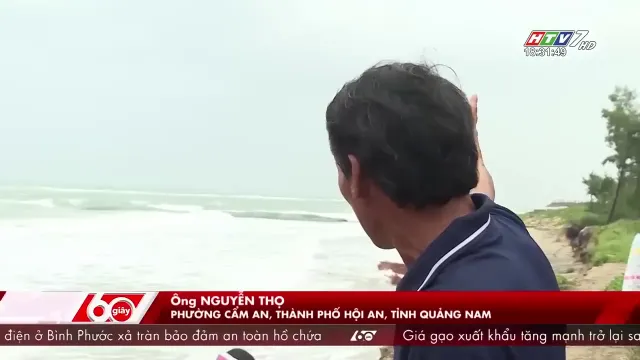 HTV7 HD
18:31:49
60 giây
Ông NGUYỄN THỌ
PHƯỜNG CẨM AN, THÀNH PHỐ HỘI AN, TỈNH QUẢNG NAM
điện ở Bình Phước xả tràn bảo đảm an toàn hồ chứa 60s Giá gạo xuất khẩu tăng mạnh trở lại sa